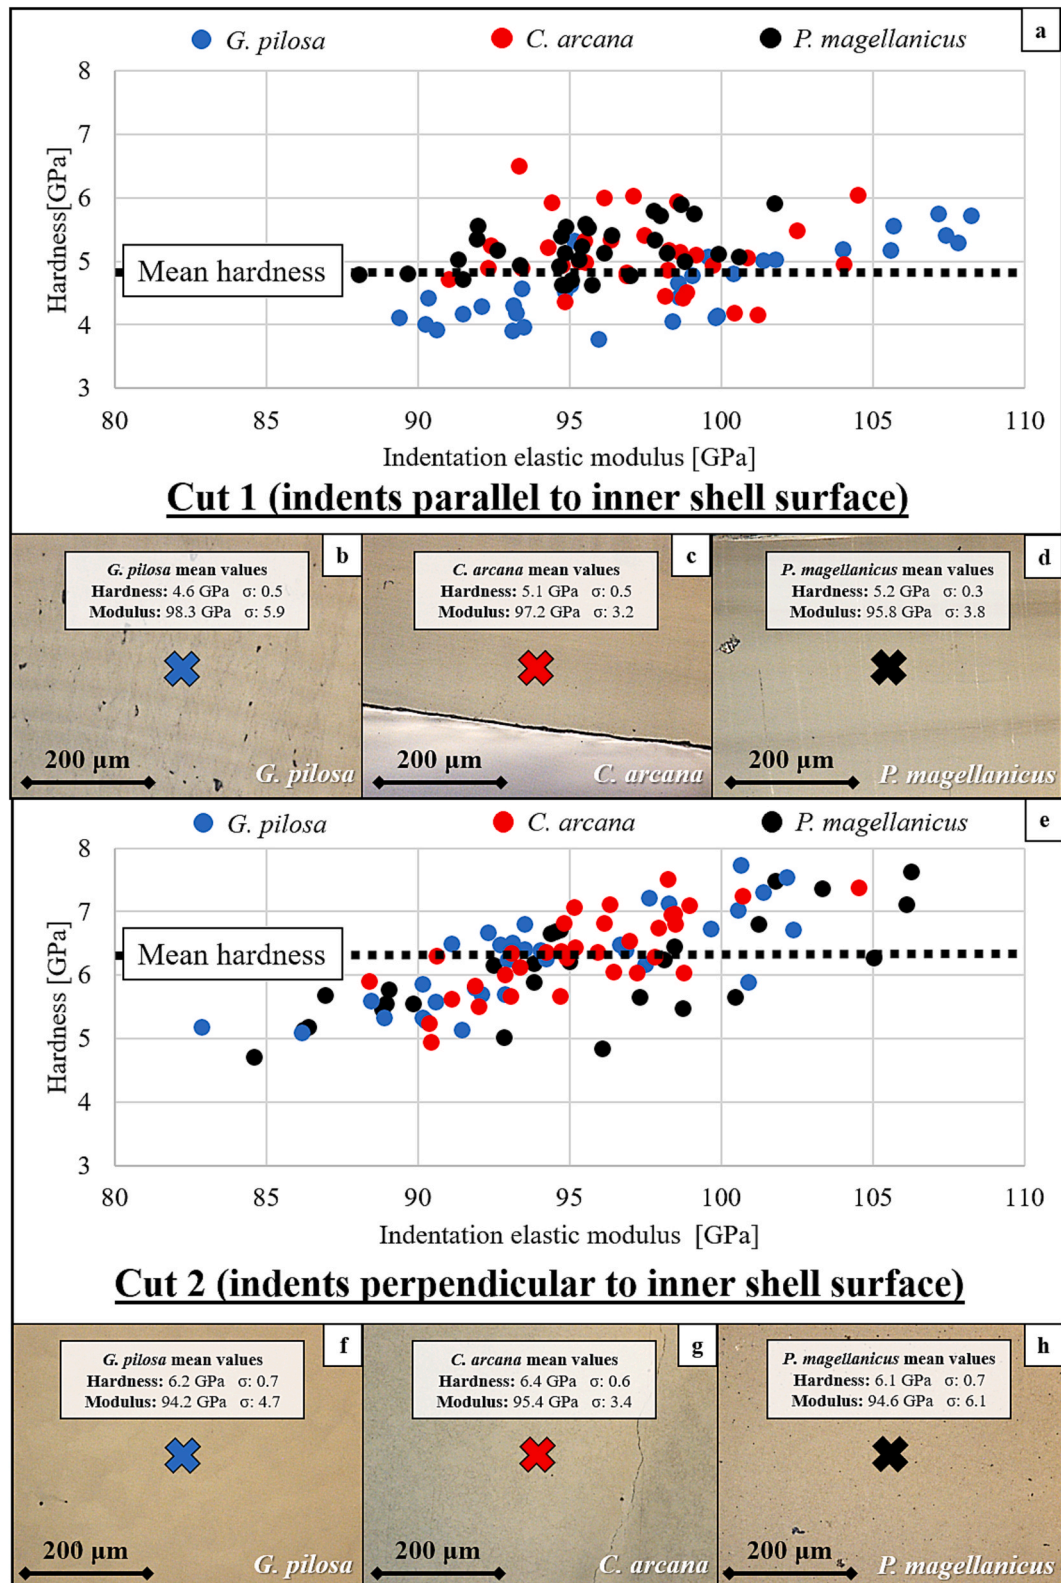 a
G. pilosa C. arcana P. magellanicus
8
7
6
5
4
3
Hardness[GPa]
Mean hardness
80 85 90 95 100 105 110
Indentation elastic modulus [GPa]
Cut 1 (indents parallel to inner shell surface)
b
G. pilosa mean values
Hardness: 4.6 GPa σ: 0.5
Modulus: 98.3 GPa σ: 5.9
200 µm
G. pilosa
c
C. arcana mean values
Hardness: 5.1 GPa σ: 0.5
Modulus: 97.2 GPa σ: 3.2
200 µm
C. arcana
d
P. magellanicus mean values
Hardness: 5.2 GPa σ: 0.3
Modulus: 95.8 GPa σ: 3.8
200 µm
P. magellanicus
e
G. pilosa C. arcana P. magellanicus
8
7
6
5
4
3
Hardness [GPa]
Mean hardness
80 85 90 95 100 105 110
Indentation elastic modulus [GPa]
Cut 2 (indents perpendicular to inner shell surface)
f
G. pilosa mean values
Hardness: 6.2 GPa σ: 0.7
Modulus: 94.2 GPa σ: 4.7
200 µm
G. pilosa
g
C. arcana mean values
Hardness: 6.4 GPa σ: 0.6
Modulus: 95.4 GPa σ: 3.4
200 µm
C. arcana
h
P. magellanicus mean values
Hardness: 6.1 GPa σ: 0.7
Modulus: 94.6 GPa σ: 6.1
200 µm
P. magellanicus